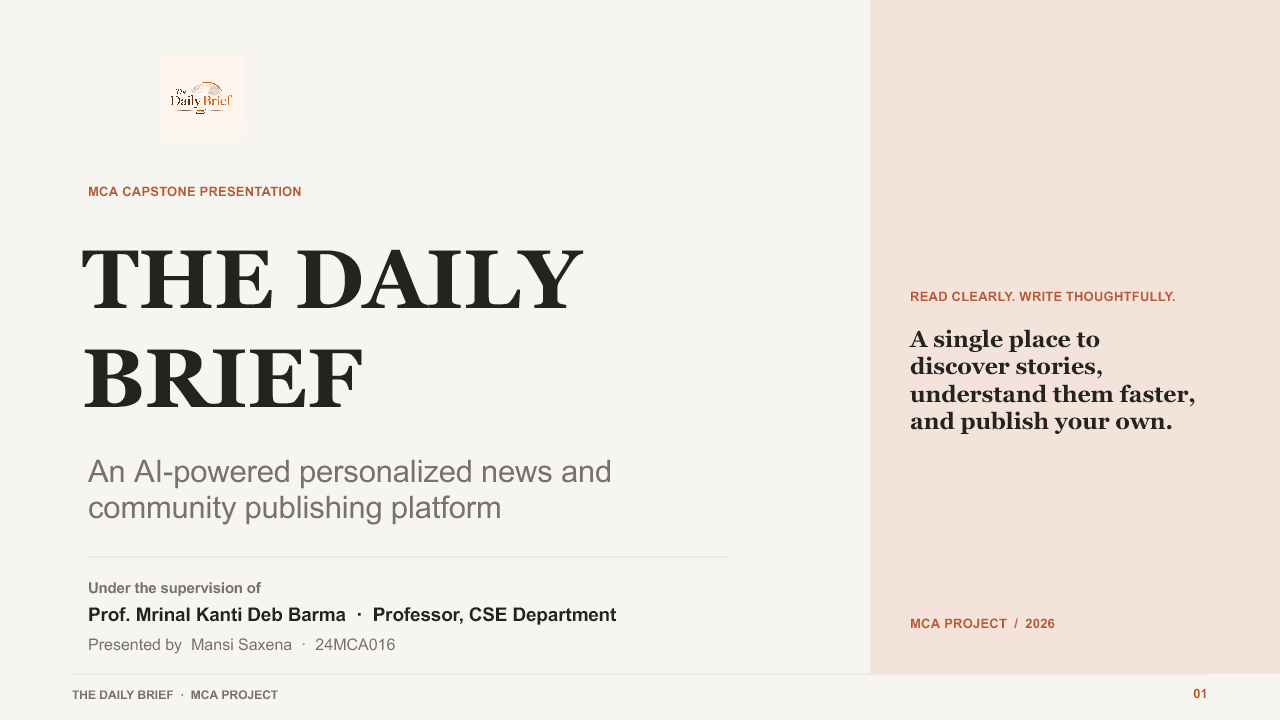 The
Daily Brief
MCA CAPSTONE PRESENTATION
THE DAILY
BRIEF
An AI-powered personalized news and
community publishing platform
Under the supervision of
Prof. Mrinal Kanti Deb Barma · Professor, CSE Department
Presented by Mansi Saxena · 24MCA016
READ CLEARLY. WRITE THOUGHTFULLY.
A single place to
discover stories,
understand them faster,
and publish your own.
MCA PROJECT / 2026
THE DAILY BRIEF · MCA PROJECT
01